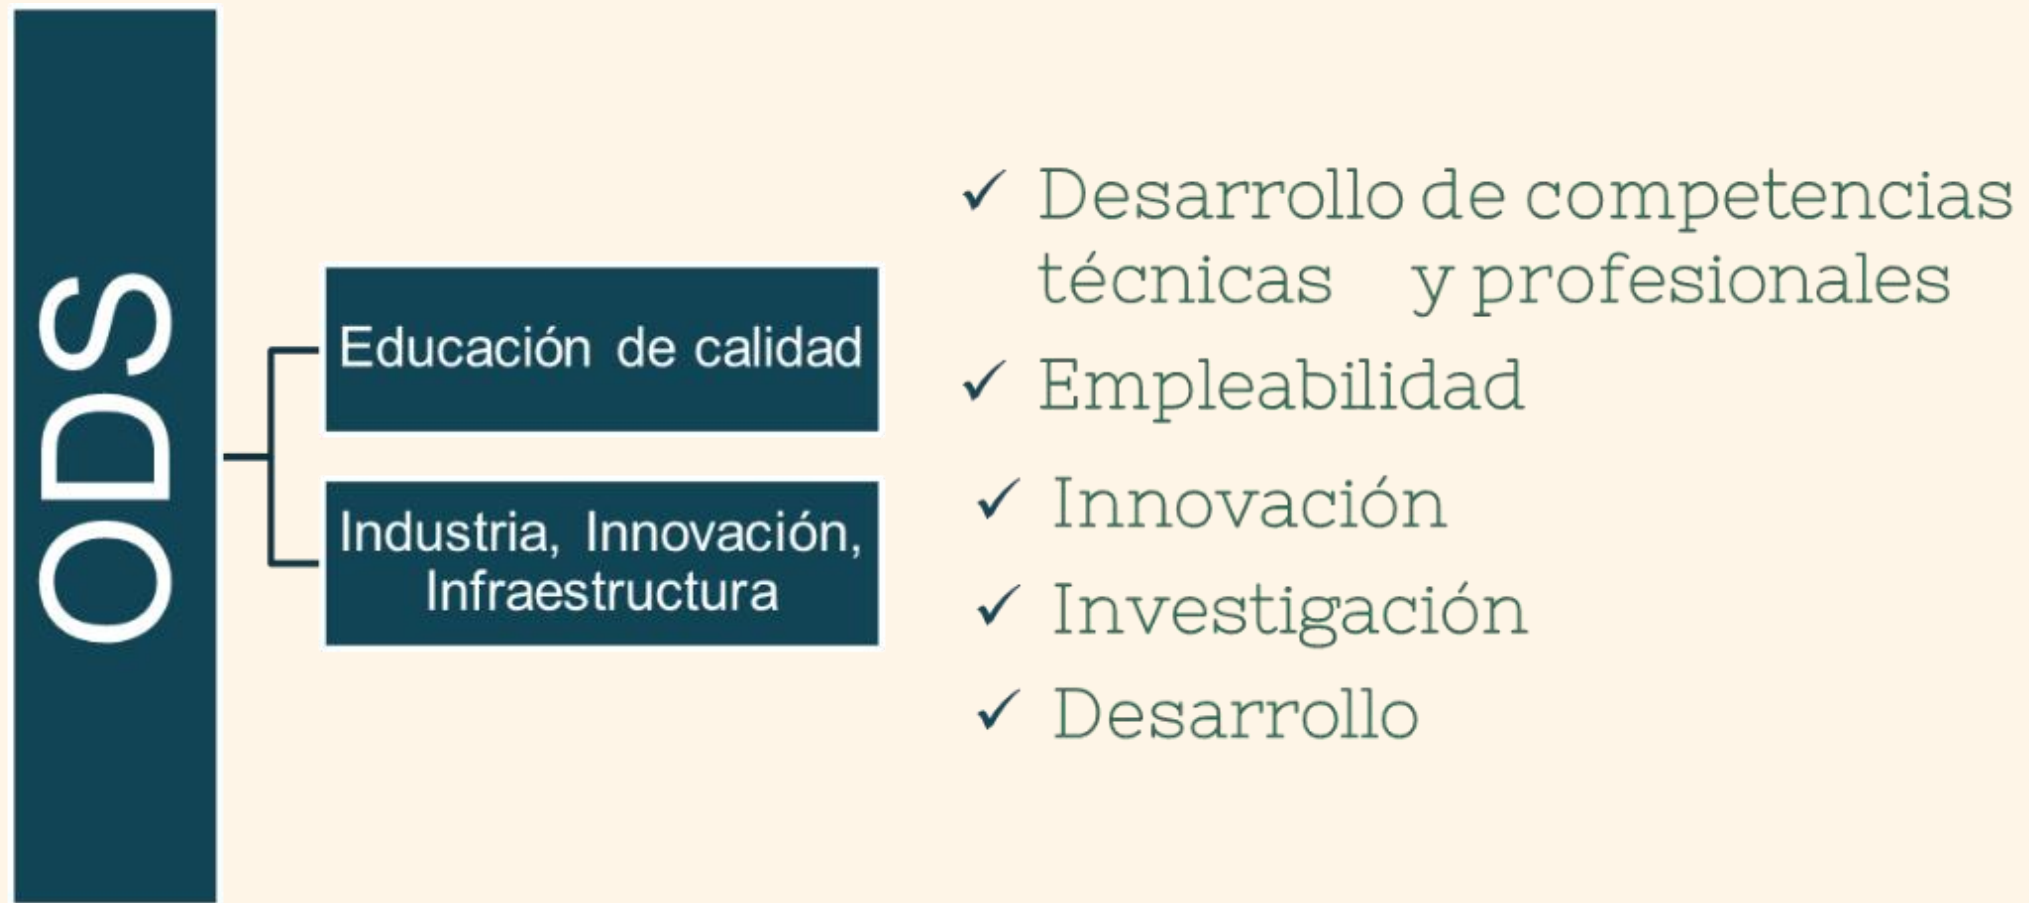 ODS
Educación de calidad
Industria, Innovación,
Infraestructura
✓ Desarrollo de competencias
técnicas y profesionales
✓ Empleabilidad
✓ Innovación
✓ Investigación
✓ Desarrollo